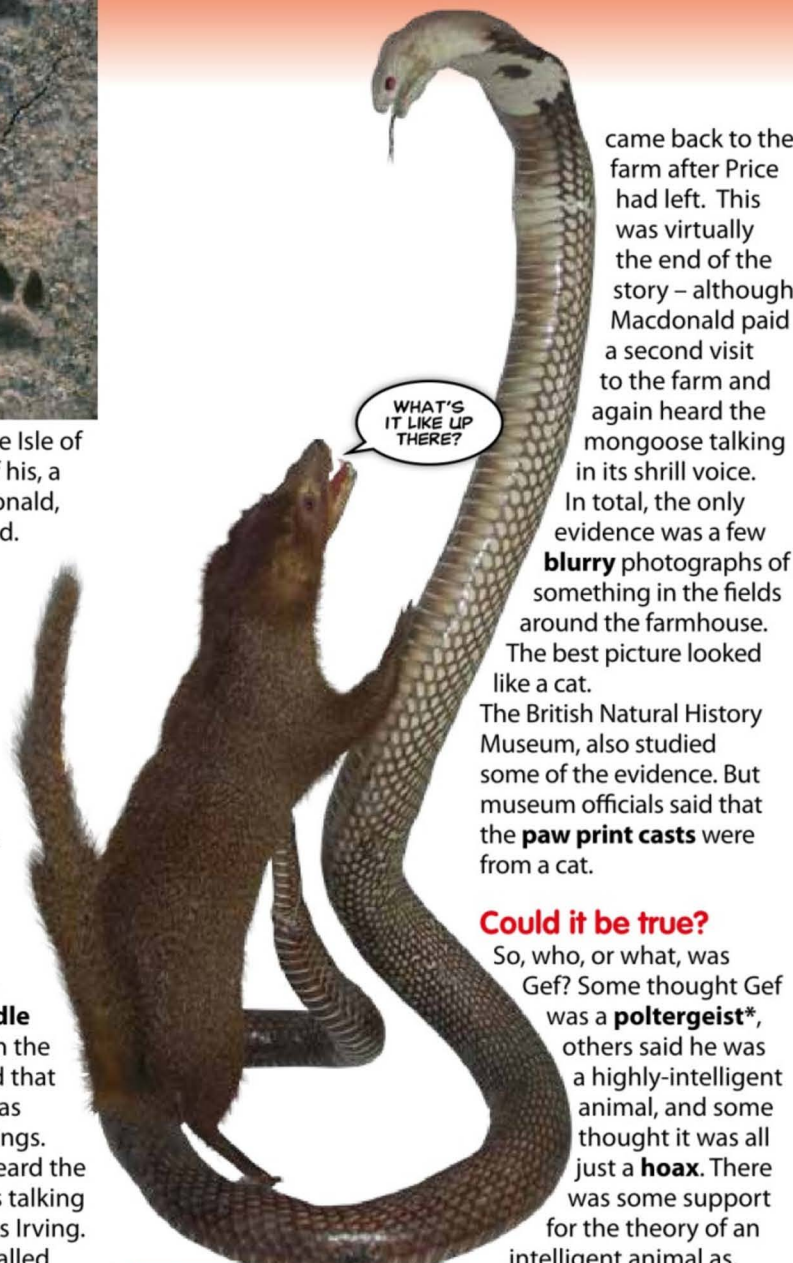 e Isle of
his, a
onald,
d.
dle
n the
d that
as
ngs.
eard the
s talking
s Irving.
alled
WHAT'S
IT LIKE UP
THERE?
came back to the
farm after Price
had left. This
was virtually
the end of the
story – although
Macdonald paid
a second visit
to the farm and
again heard the
mongoose talking
in its shrill voice.
In total, the only
evidence was a few
blurry photographs of
something in the fields
around the farmhouse.
The best picture looked
like a cat.
The British Natural History
Museum, also studied
some of the evidence. But
museum officials said that
the paw print casts were
from a cat.
Could it be true?
So, who, or what, was
Gef? Some thought Gef
was a poltergeist*,
others said he was
a highly-intelligent
animal, and some
thought it was all
just a hoax. There
was some support
for the theory of an
intelligent animal as